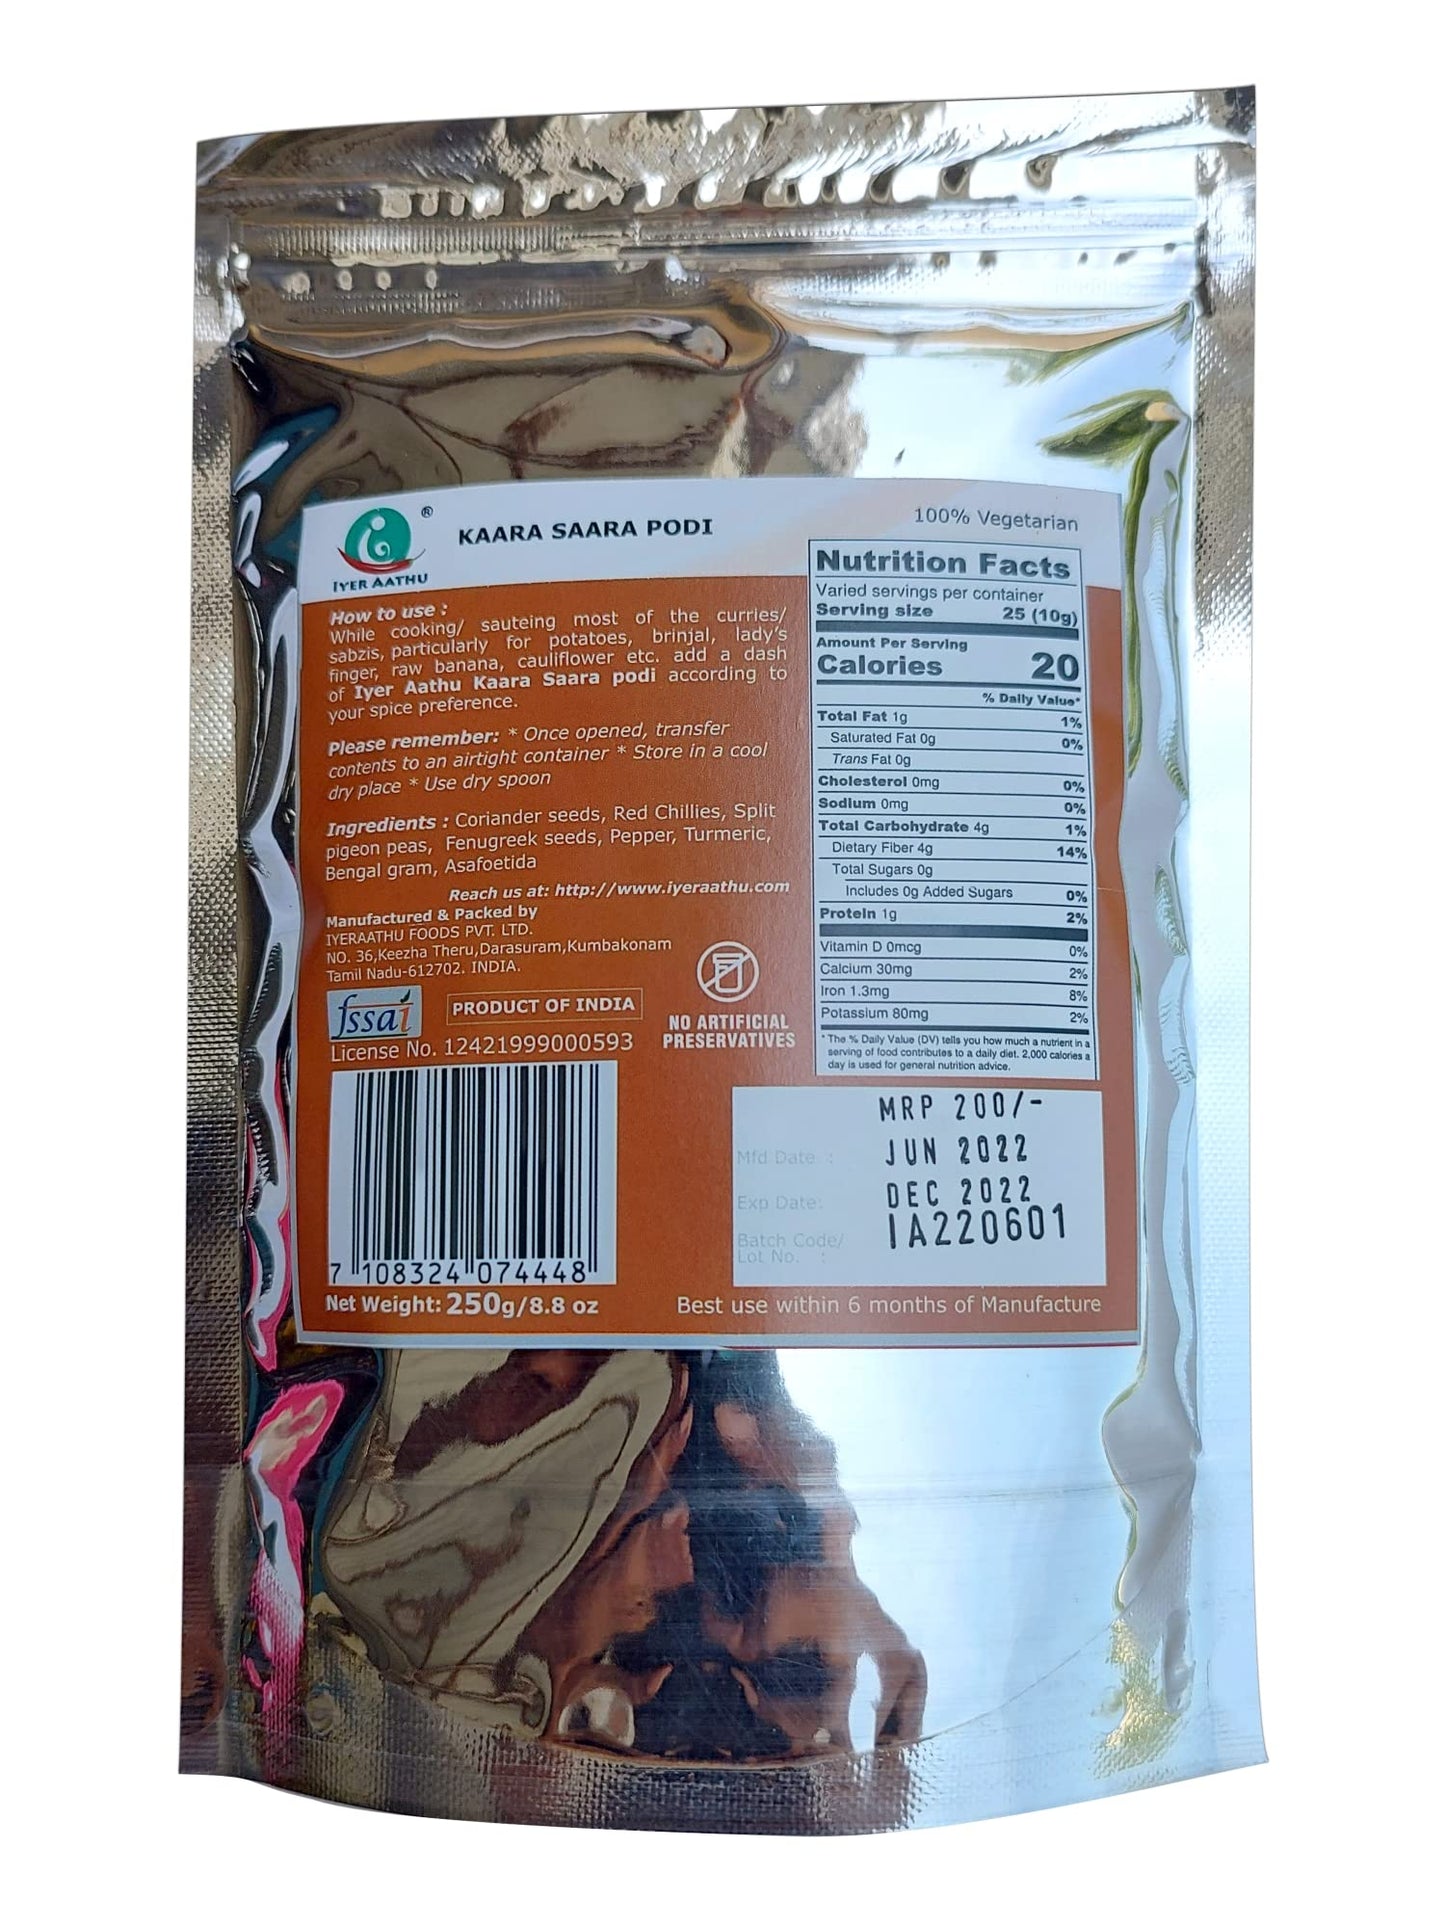 ®
IYER AATHU
KAARA SAARA PODI
100% Vegetarian
How to use :
While cooking/ sauteing most of the curries/
sabzis, particularly for potatoes, brinjal, lady's
finger, raw banana, cauliflower etc. add a dash
of Iyer Aathu Kaara Saara podi according to
your spice preference.
Please remember: * Once opened, transfer
contents to an airtight container * Store in a cool
dry place * Use dry spoon
Ingredients : Coriander seeds, Red Chillies, Split
pigeon peas, Fenugreek seeds, Pepper, Turmeric,
Bengal gram, Asafoetida
Reach us at: http://www.iyeraathu.com
Manufactured & Packed by
IYERAATHU FOODS PVT. LTD.
NO. 36,Keezha Theru,Darasuram,Kumbakonam
Tamil Nadu-612702. INDIA.
fssai
PRODUCT OF INDIA
License No. 12421999000593
NO ARTIFICIAL
PRESERVATIVES
7 108324 074448
Net Weight: 250g/8.8 oz
Nutrition Facts
Varied servings per container
Serving size 25 (10g)
Amount Per Serving
Calories 20
% Daily Value*
Total Fat 1g 1%
Saturated Fat 0g 0%
Trans Fat 0g
Cholesterol 0mg 0%
Sodium 0mg 0%
Total Carbohydrate 4g 1%
Dietary Fiber 4g 14%
Total Sugars 0g
Includes 0g Added Sugars 0%
Protein 1g 2%
Vitamin D 0mcg 0%
Calcium 30mg 2%
Iron 1.3mg 8%
Potassium 80mg 2%
*The % Daily Value (DV) tells you how much a nutrient in a
serving of food contributes to a daily diet. 2,000 calories a
day is used for general nutrition advice.
MRP 200/-
Mfd Date : JUN 2022
Exp Date: DEC 2022
Batch Code/ IA220601
Lot No. :
Best use within 6 months of Manufacture